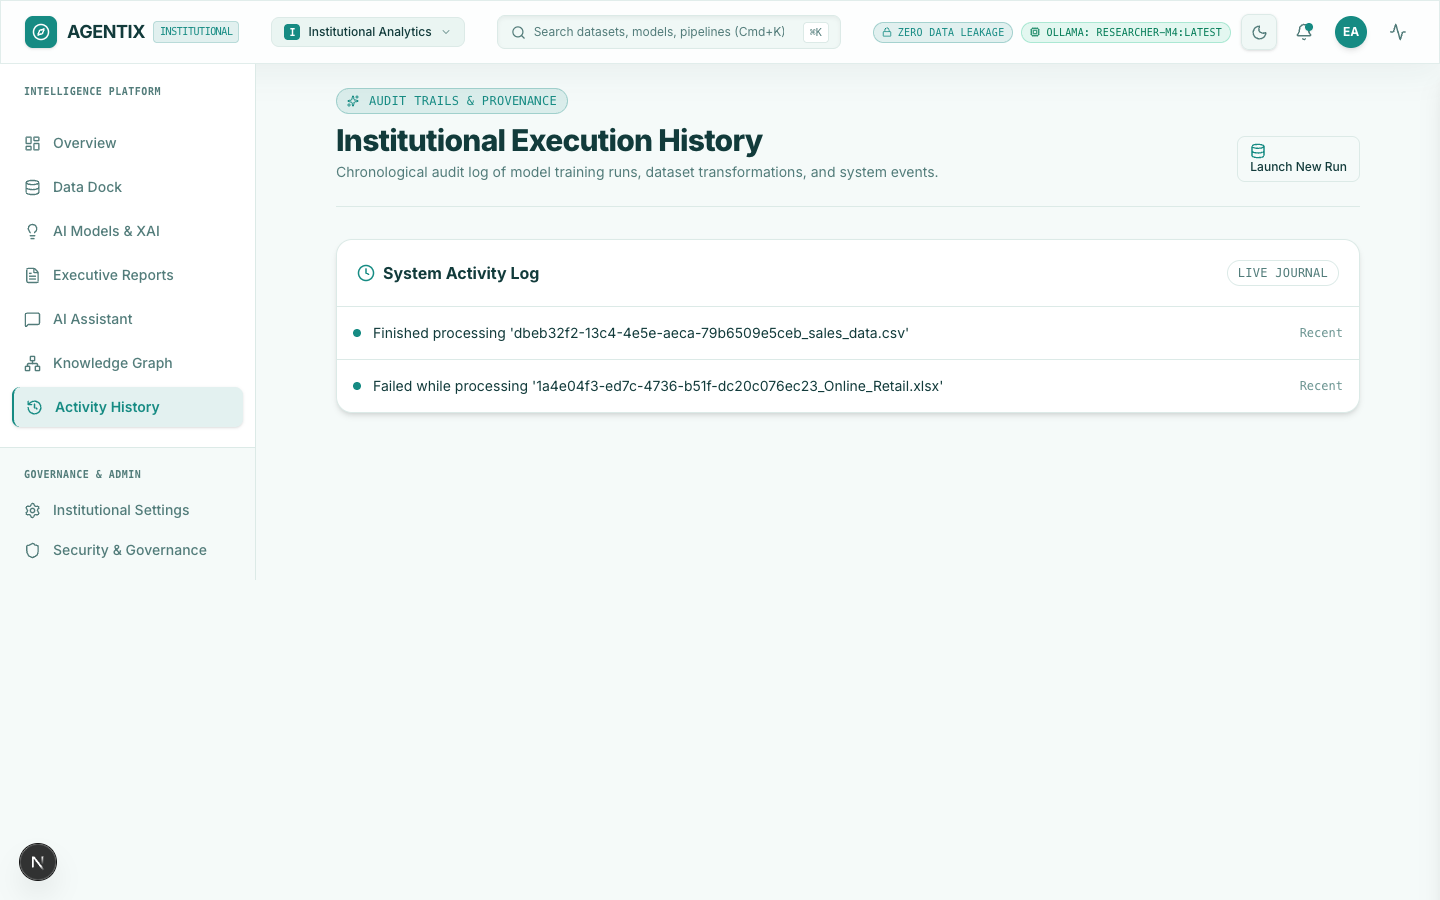 AGENTIX INSTITUTIONAL
I Institutional Analytics
Search datasets, models, pipelines (Cmd+K) ⌘K
ZERO DATA LEAKAGE
OLLAMA: RESEARCHER-M4:LATEST
EA
INTELLIGENCE PLATFORM
Overview
Data Dock
AI Models & XAI
Executive Reports
AI Assistant
Knowledge Graph
Activity History
GOVERNANCE & ADMIN
Institutional Settings
Security & Governance
N
AUDIT TRAILS & PROVENANCE
Institutional Execution History
Chronological audit log of model training runs, dataset transformations, and system events.
Launch New Run
System Activity Log
LIVE JOURNAL
Finished processing 'dbeb32f2-13c4-4e5e-aeca-79b6509e5ceb_sales_data.csv'
Recent
Failed while processing '1a4e04f3-ed7c-4736-b51f-dc20c076ec23_Online_Retail.xlsx'
Recent